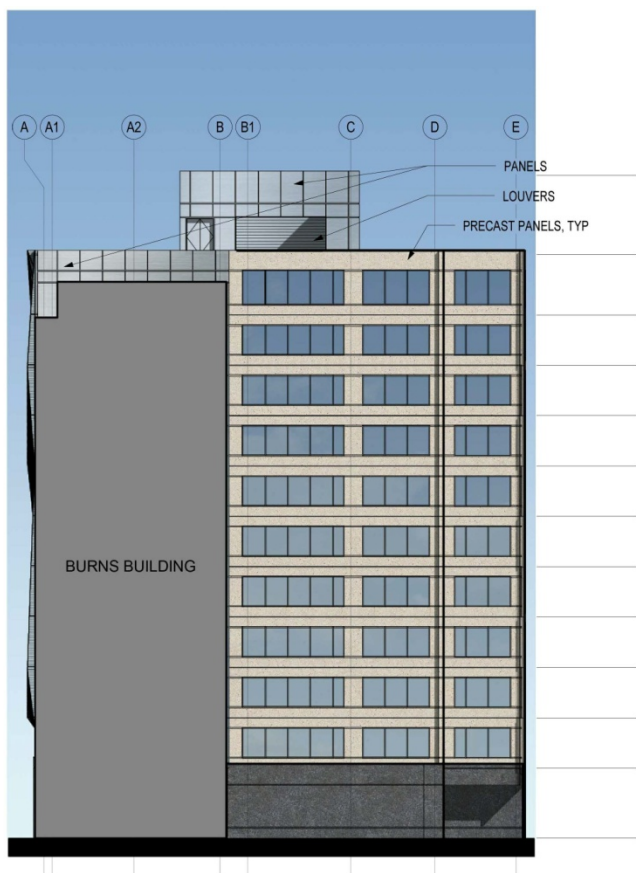 A A1 A2 B B1 C D E
PANELS
LOUVERS
PRECAST PANELS, TYP
BURNS BUILDING